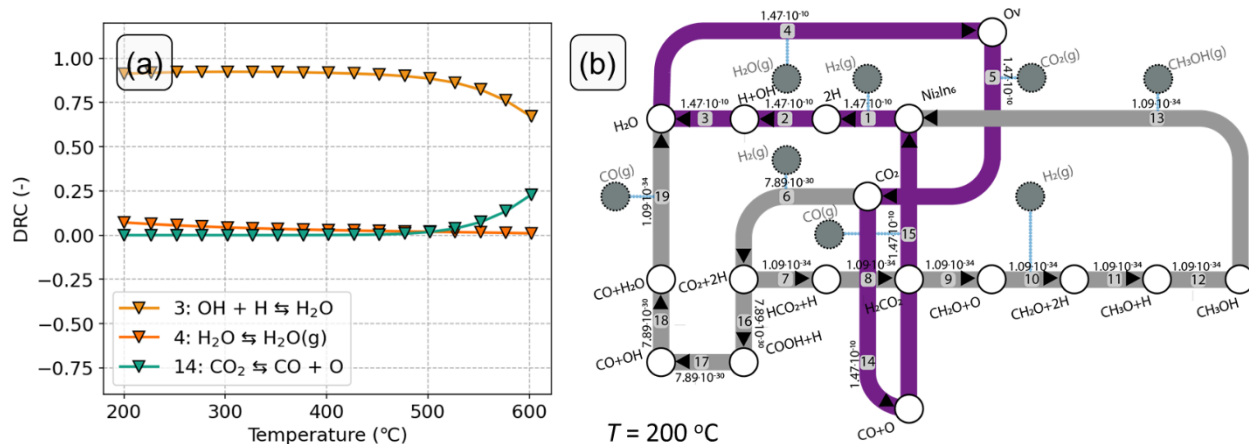 (a)
DRC (-)
1.00
0.75
0.50
0.25
0.00
−0.25
−0.50
−0.75
3: OH + H ⇆ H₂O
4: H₂O ⇆ H₂O(g)
14: CO₂ ⇆ CO + O
200
300
400
500
600
Temperature (℃)
(b)
1.47·10⁻¹⁰
4
Ov
H₂O(g)
H₂(g)
5
1.47·10⁻¹⁰
CO₂(g)
CH₃OH(g)
H₂O
1.47·10⁻¹⁰
3
H+OH
1.47·10⁻¹⁰
2
2H
1.47·10⁻¹⁰
1
Ni₂In₆
1.09·10⁻³⁴
13
CO(g)
19
1.09·10⁻³⁴
H₂(g)
7.89·10⁻³⁰
6
CO₂
H₂(g)
CO(g)
15
1.47·10⁻¹⁰
CO+H₂O
CO₂+2H
1.09·10⁻³⁴
7
HCO₂+H
1.09·10⁻³⁴
8
H₂CO₂
1.09·10⁻³⁴
9
CH₂O+O
1.09·10⁻³⁴
10
CH₂O+2H
1.09·10⁻³⁴
11
CH₃O+H
1.09·10⁻³⁴
12
CH₃OH
7.89·10⁻³⁰
18
16
7.89·10⁻³⁰
COOH+H
CO+OH
17
7.89·10⁻³⁰
14
1.47·10⁻¹⁰
CO+O
T = 200 °C